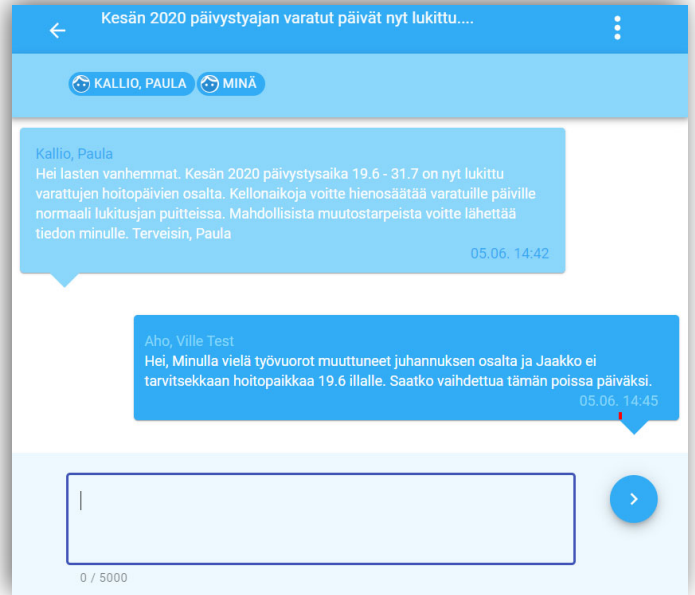 Kesän 2020 päivystyajan varatut päivät nyt lukittu....
KALLIO, PAULA MINÄ
Kallio, Paula
Hei lasten vanhemmat. Kesän 2020 päivystysaika 19.6 - 31.7 on nyt lukittu
varattujen hoitopäivien osalta. Kellonaikoja voitte hienosäätää varatuille päiville
normaali lukitusjan puitteissa. Mahdollisista muutostarpeista voitte lähettää
tiedon minulle. Terveisin, Paula
05.06. 14:42
Aho, Ville Test
Hei, Minulla vielä työvuorot muuttuneet juhannuksen osalta ja Jaakko ei
tarvitsekkaan hoitopaikkaa 19.6 illalle. Saatko vaihdettua tämän poissa päiväksi.
05.06. 14:45
0 / 5000